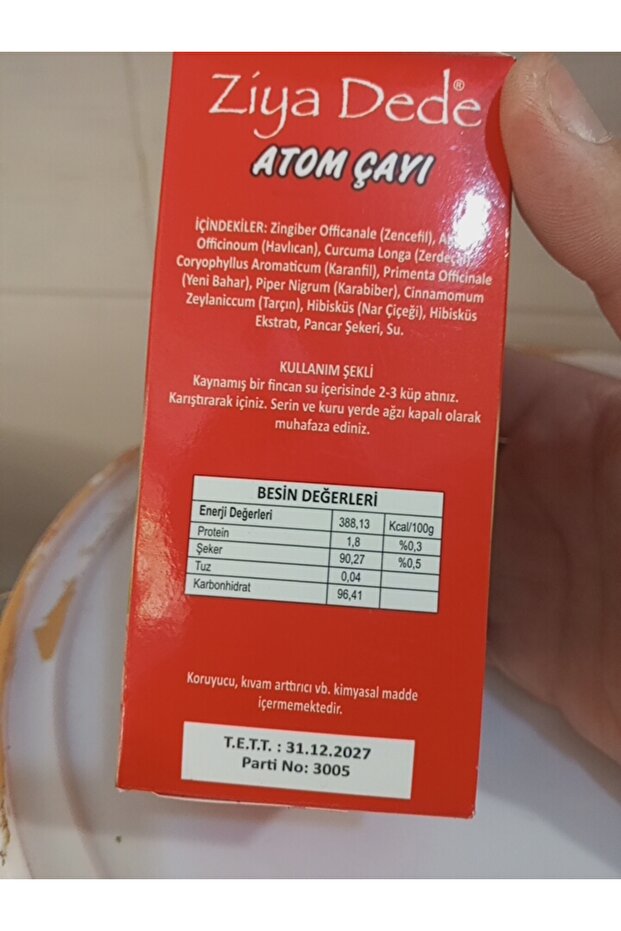 Ziya Dede®
ATOM ÇAYI
İÇİNDEKİLER: Zingiber Officanale (Zencefil),
Officinoum (Havlıcan), Curcuma Longa
Coryophyllus Aromaticum (Karanfil), Primenta Officinale
(Yeni Bahar), Piper Nigrum (Karabiber), Cinnamomum
Zeylaniccum (Tarçın), Hibisküs (Nar Çiçeği), Hibisküs
Ekstratı, Pancar Şekeri, Su.
KULLANIM ŞEKLİ
Kaynamış bir fincan su içerisinde 2-3 küp atınız.
Karıştırarak içiniz. Serin ve kuru yerde ağzı kapalı olarak
muhafaza ediniz.
BESİN DEĞERLERİ
Enerji Değerleri 388,13 Kcal/100g
Protein 1,8 %0,3
Şeker 90,27 %0,5
Tuz 0,04
Karbonhidrat 96,41
Koruyucu, kıvam arttırıcı vb. kimyasal madde
içermemektedir.
T.E.T.T. : 31.12.2027
Parti No: 3005